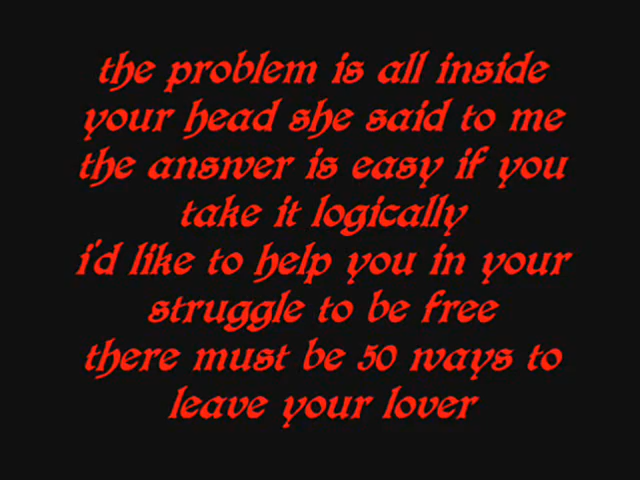 the problem is all inside
your head she said to me
the answer is easy if you
take it logically
i'd like to help you in your
struggle to be free
there must be 50 ways to
leave your lover